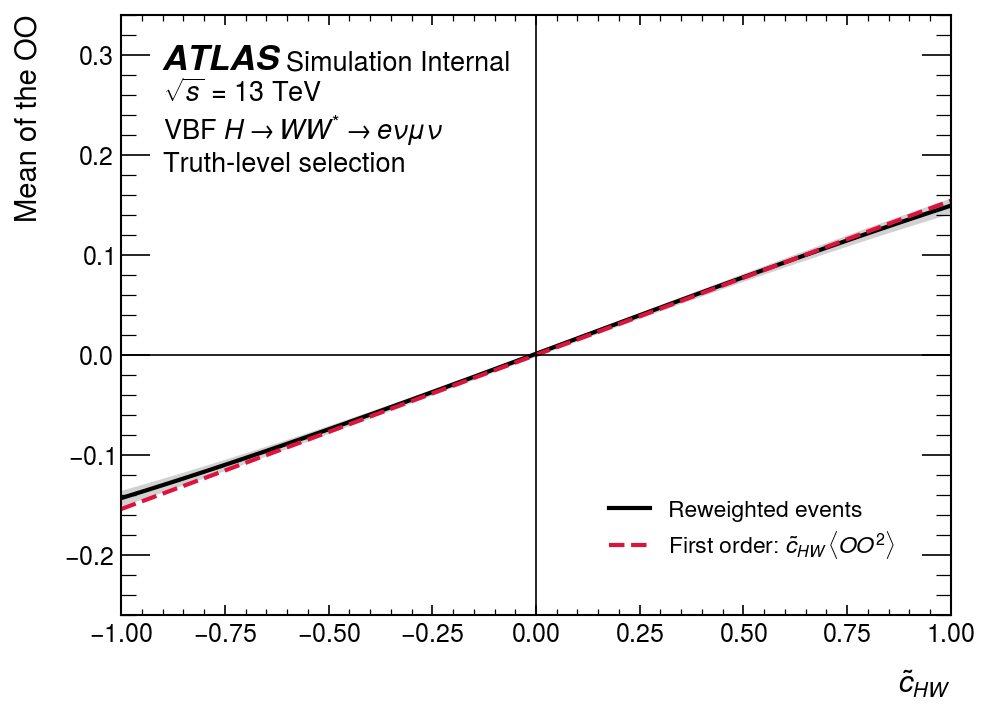 Mean of the OO
0.3
0.2
0.1
0.0
−0.1
−0.2
ATLAS Simulation Internal
√s = 13 TeV
VBF H → WW* → eνμν
Truth-level selection
Reweighted events
First order: c̃HW⟨OO²⟩
−1.00 −0.75 −0.50 −0.25 0.00 0.25 0.50 0.75 1.00
c̃HW